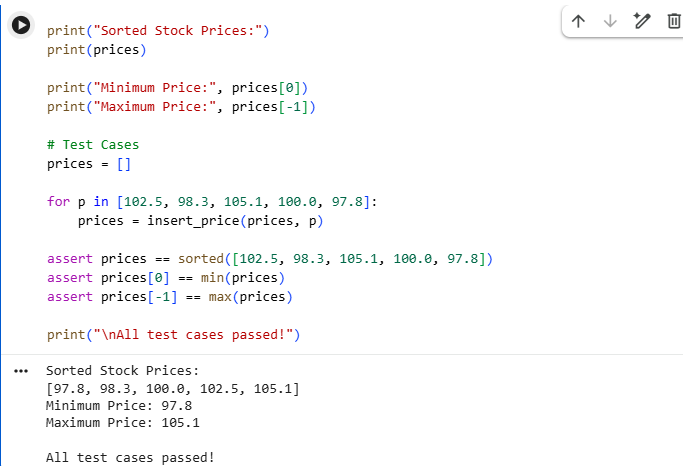 print("Sorted Stock Prices:")
print(prices)
print("Minimum Price:", prices[0])
print("Maximum Price:", prices[-1])
# Test Cases
prices = []
for p in [102.5, 98.3, 105.1, 100.0, 97.8]:
    prices = insert_price(prices, p)
assert prices == sorted([102.5, 98.3, 105.1, 100.0, 97.8])
assert prices[0] == min(prices)
assert prices[-1] == max(prices)
print("\nAll test cases passed!")
Sorted Stock Prices:
[97.8, 98.3, 100.0, 102.5, 105.1]
Minimum Price: 97.8
Maximum Price: 105.1
All test cases passed!